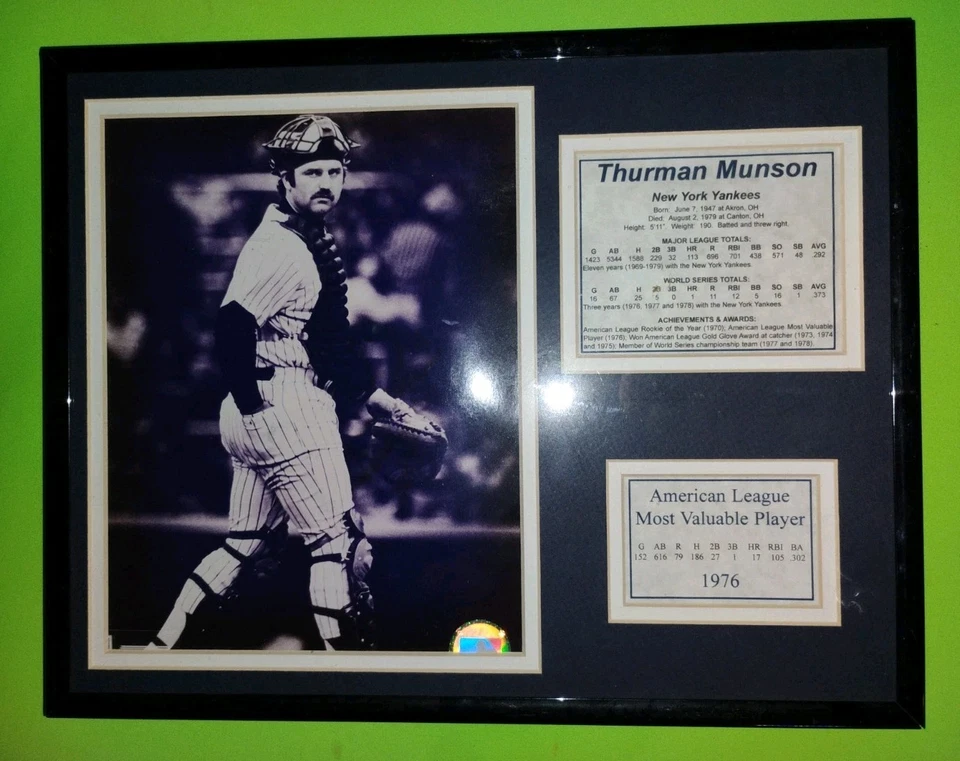 Thurman Munson
New York Yankees
Born: June 7, 1947 at Akron, OH
Died: August 2, 1979 at Canton, OH
Height: 5'11". Weight: 190. Batted and threw right.
MAJOR LEAGUE TOTALS:
G AB H 2B 3B HR R RBI BB SO SB AVG
1423 5344 1588 229 32 113 696 701 438 571 48 .292
Eleven years (1969-1979) with the New York Yankees.
WORLD SERIES TOTALS:
G AB H 2B 3B HR R RBI BB SO SB AVG
16 67 25 5 0 1 11 12 5 16 1 .373
Three years (1976, 1977 and 1978) with the New York Yankees.
ACHIEVEMENTS & AWARDS:
American League Rookie of the Year (1970); American League Most Valuable
Player (1976); Won American League Gold Glove Award at catcher (1973, 1974
and 1975); Member of World Series championship team (1977 and 1978).
American League
Most Valuable Player
G AB R H 2B 3B HR RBI BA
152 616 79 186 27 1 17 105 .302
1976